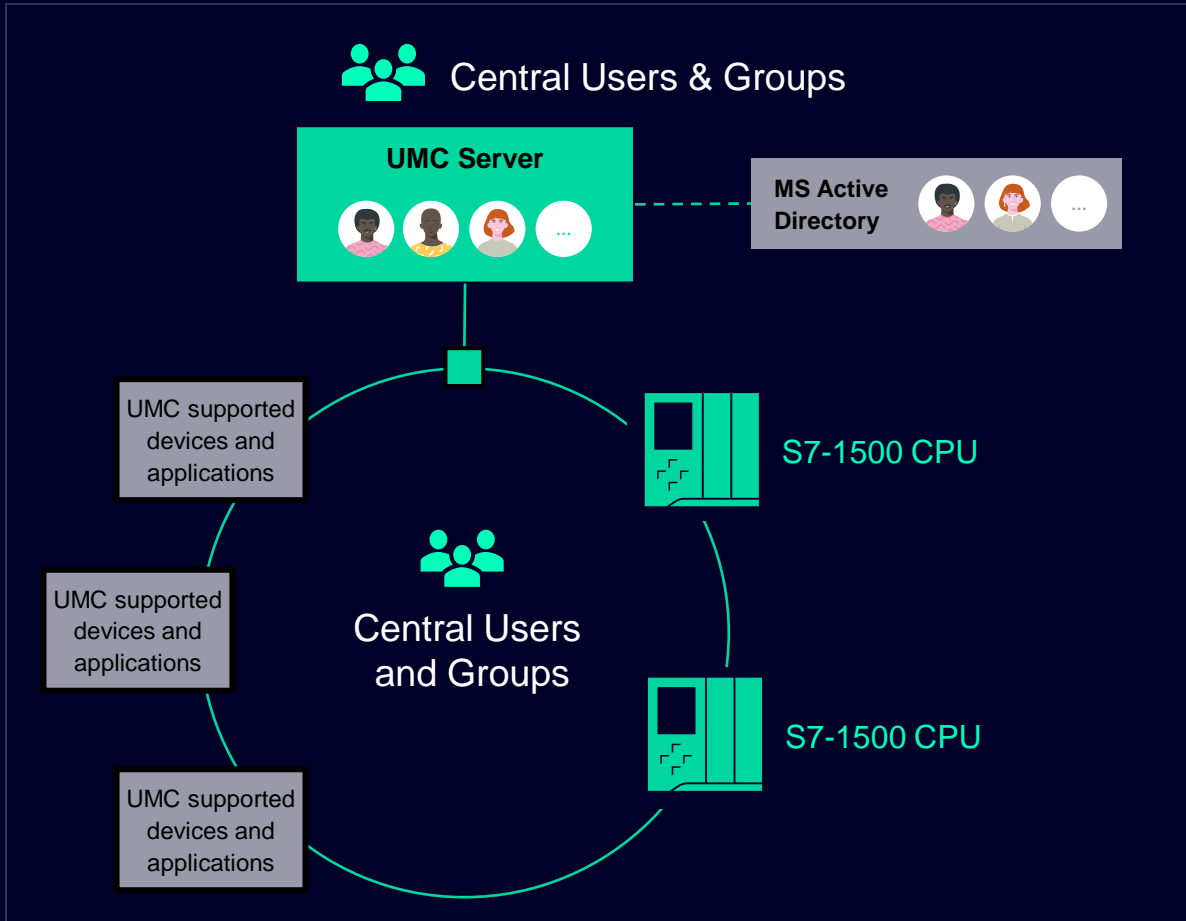 Central Users & Groups
UMC Server
...
MS Active
Directory
...
UMC supported
devices and
applications
S7-1500 CPU
UMC supported
devices and
applications
Central Users
and Groups
S7-1500 CPU
UMC supported
devices and
applications